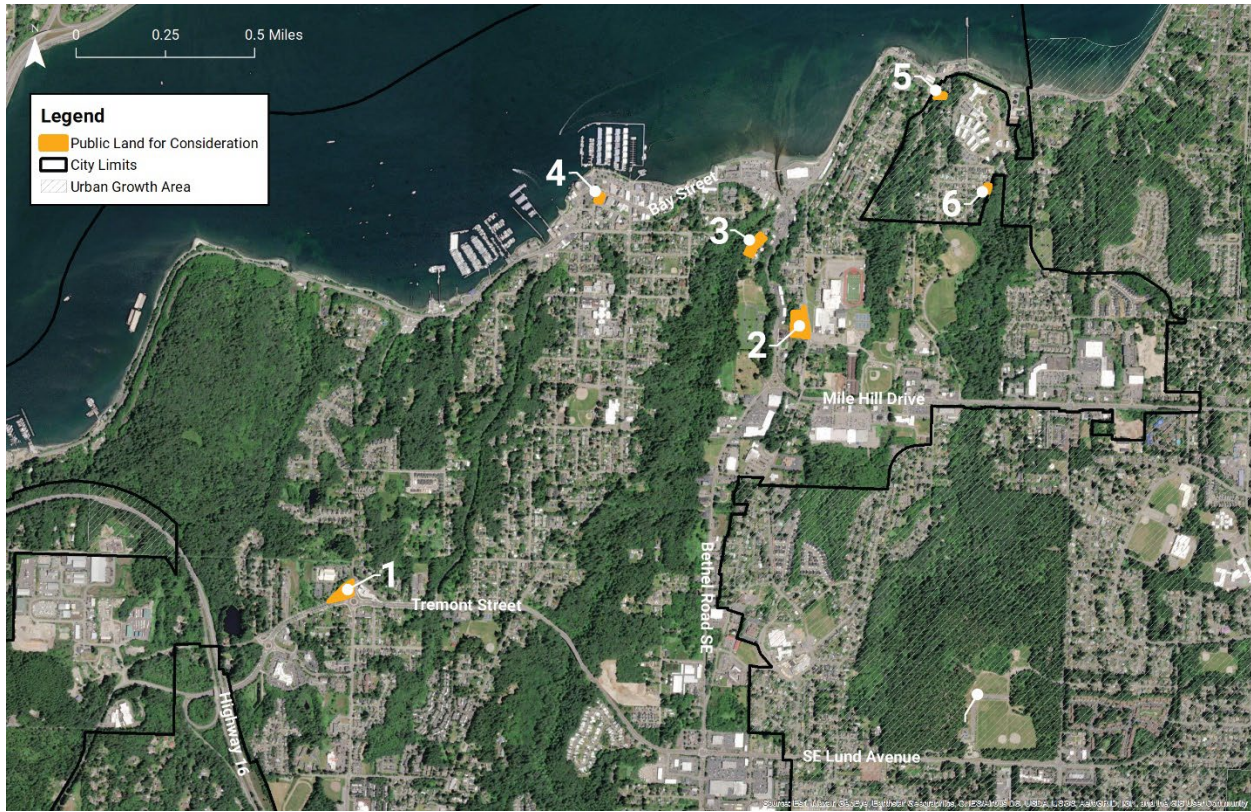 N
0 0.25 0.5 Miles
Legend
Public Land for Consideration
City Limits
Urban Growth Area
5
4
Bay Street
6
3
2
Mile Hill Drive
1
Tremont Street
Bethel Road SE
Highway 16
SE Lund Avenue